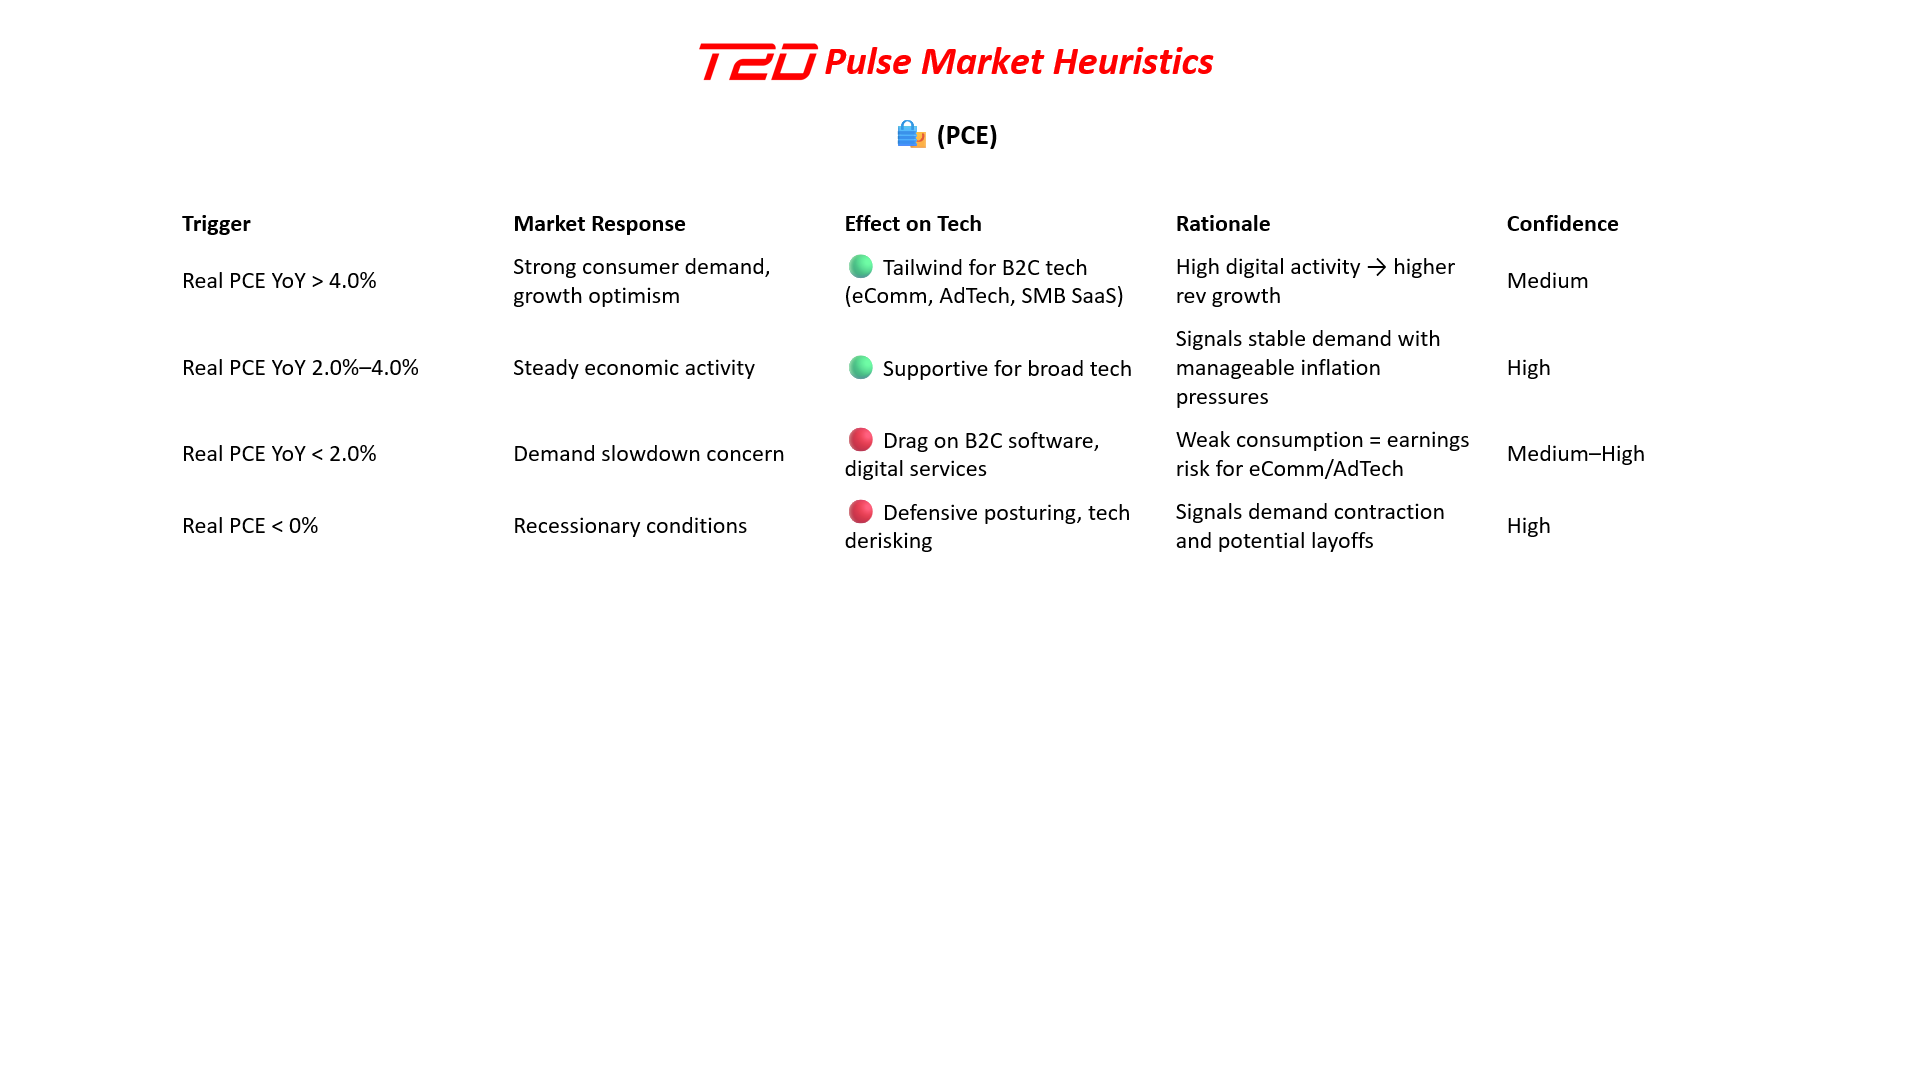 T2D Pulse Market Heuristics
(PCE)
Trigger Market Response Effect on Tech Rationale Confidence
Real PCE YoY > 4.0%
Strong consumer demand,
growth optimism
Tailwind for B2C tech
(eComm, AdTech, SMB SaaS)
High digital activity → higher
rev growth
Medium
Real PCE YoY 2.0%–4.0%
Steady economic activity
Supportive for broad tech
Signals stable demand with
manageable inflation
pressures
High
Real PCE YoY < 2.0%
Demand slowdown concern
Drag on B2C software,
digital services
Weak consumption = earnings
risk for eComm/AdTech
Medium–High
Real PCE < 0%
Recessionary conditions
Defensive posturing, tech
derisking
Signals demand contraction
and potential layoffs
High